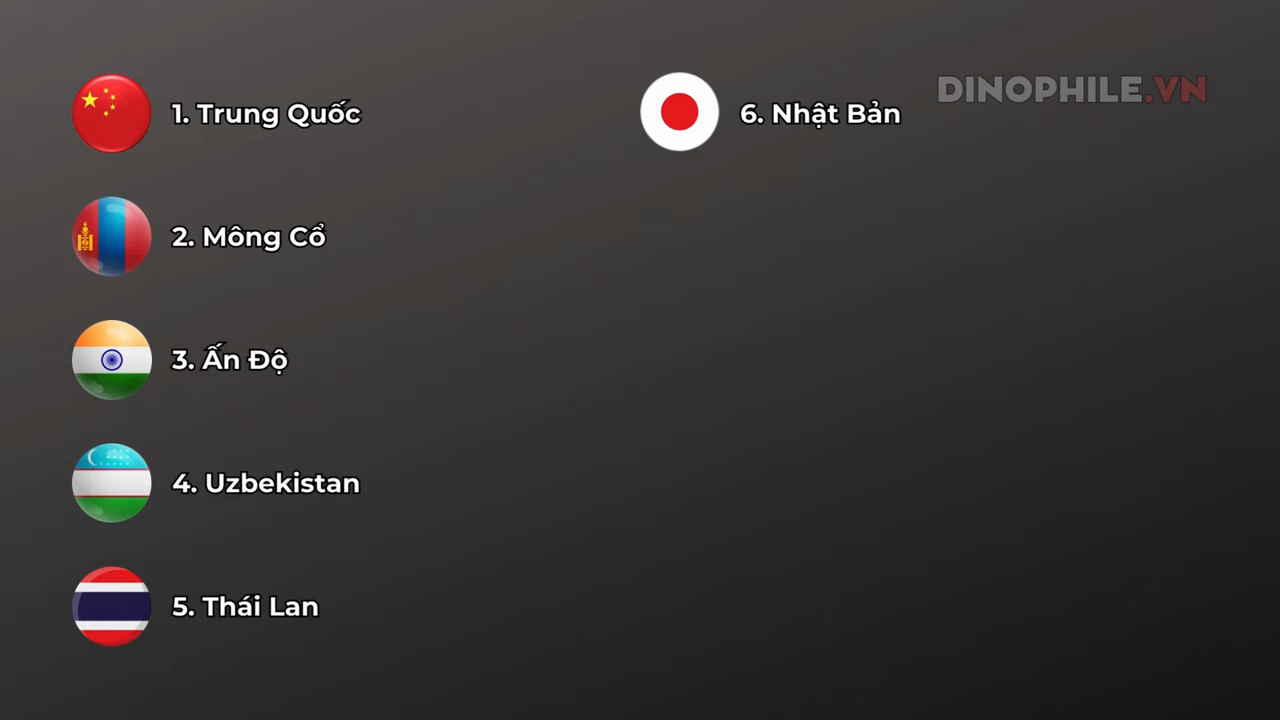 1. Trung Quốc
2. Mông Cổ
3. Ấn Độ
4. Uzbekistan
5. Thái Lan
6. Nhật Bản
DINOPHILE.VN